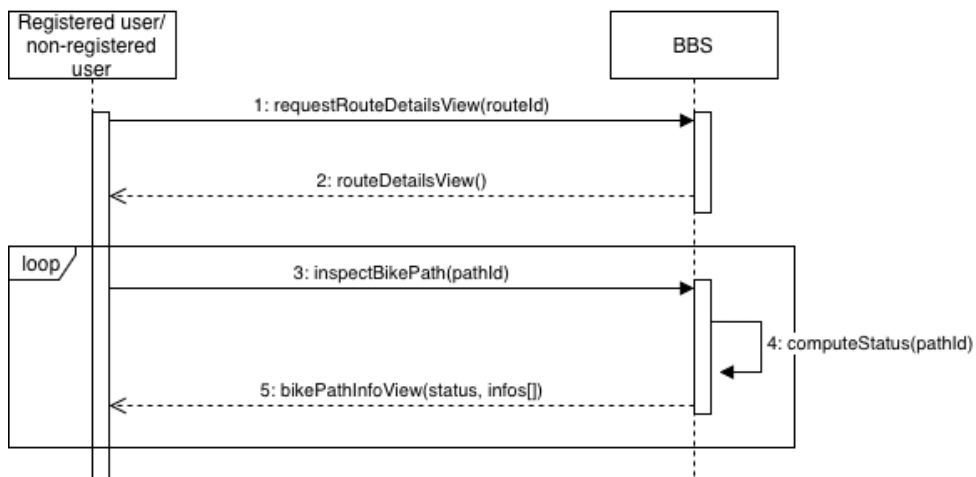 Registered user/
non-registered
user
BBS
1: requestRouteDetailsView(routeId)
2: routeDetailsView()
loop
3: inspectBikePath(pathId)
4: computeStatus(pathId)
5: bikePathInfoView(status, infos[])